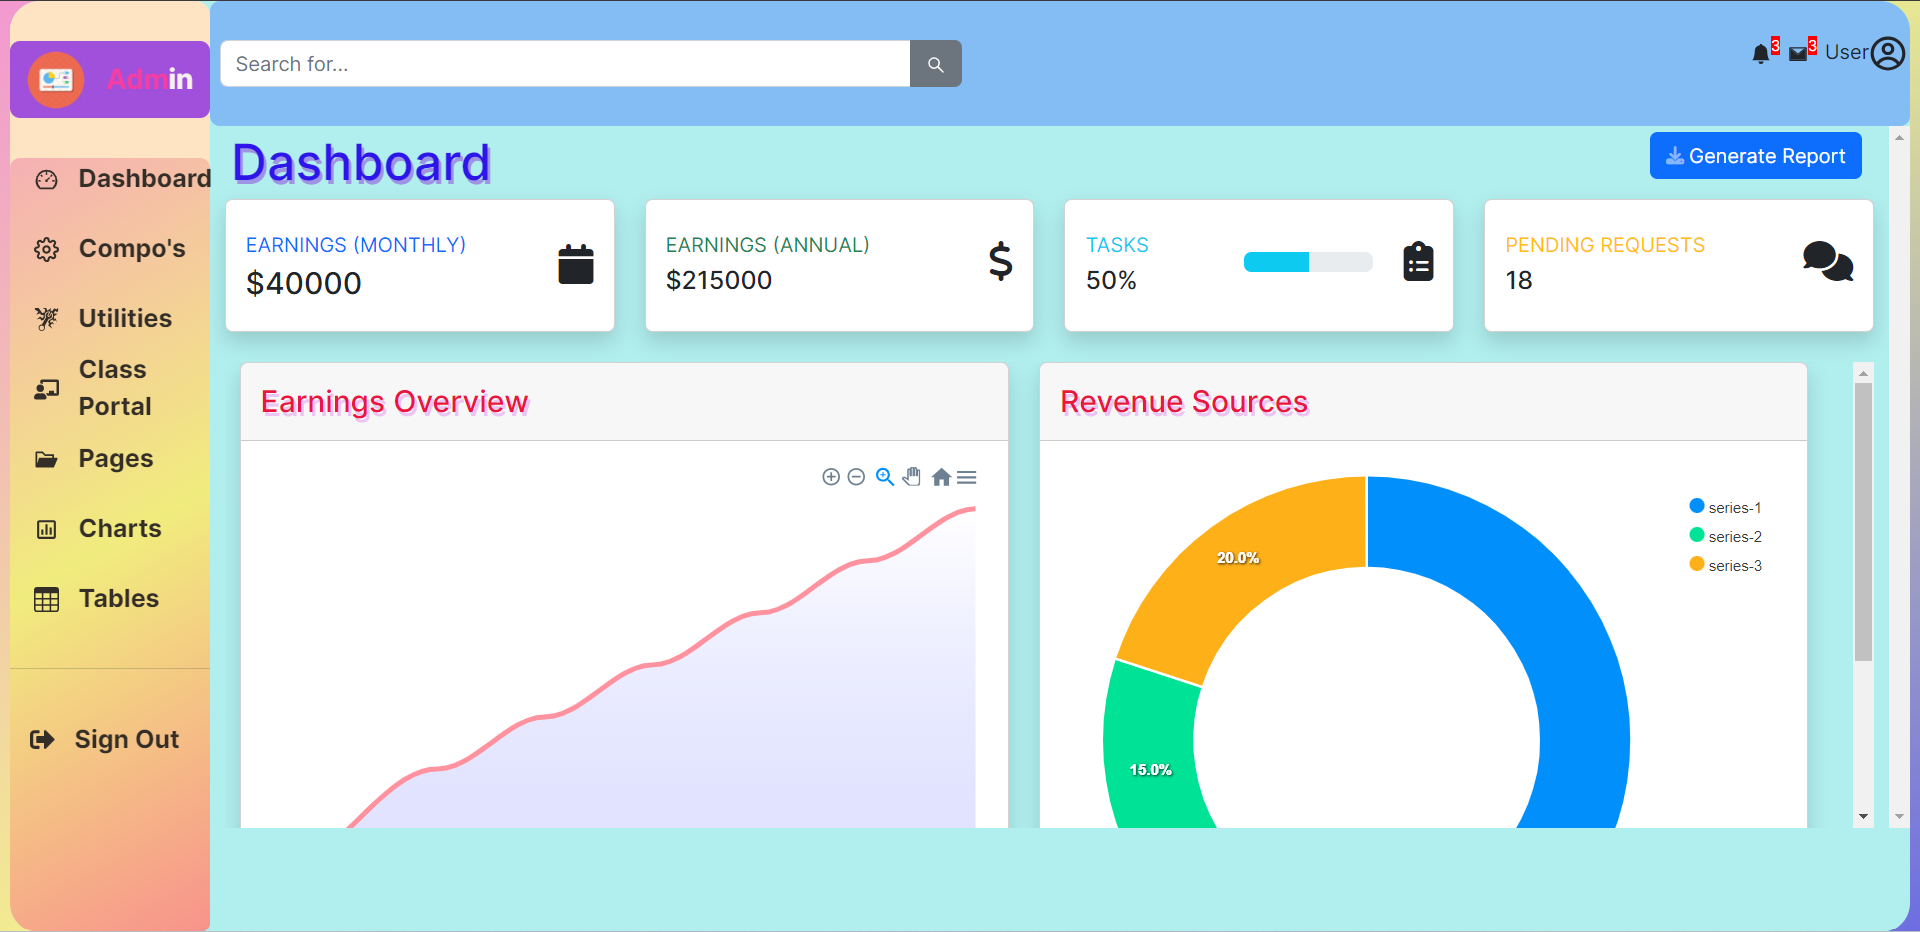 Admin
Search for...
3
3
User
Dashboard
Compo's
Utilities
Class
Portal
Pages
Charts
Tables
Sign Out
Dashboard
Generate Report
EARNINGS (MONTHLY)
$40000
EARNINGS (ANNUAL)
$215000
TASKS
50%
PENDING REQUESTS
18
Earnings Overview
Revenue Sources
series-1
series-2
series-3
20.0%
15.0%